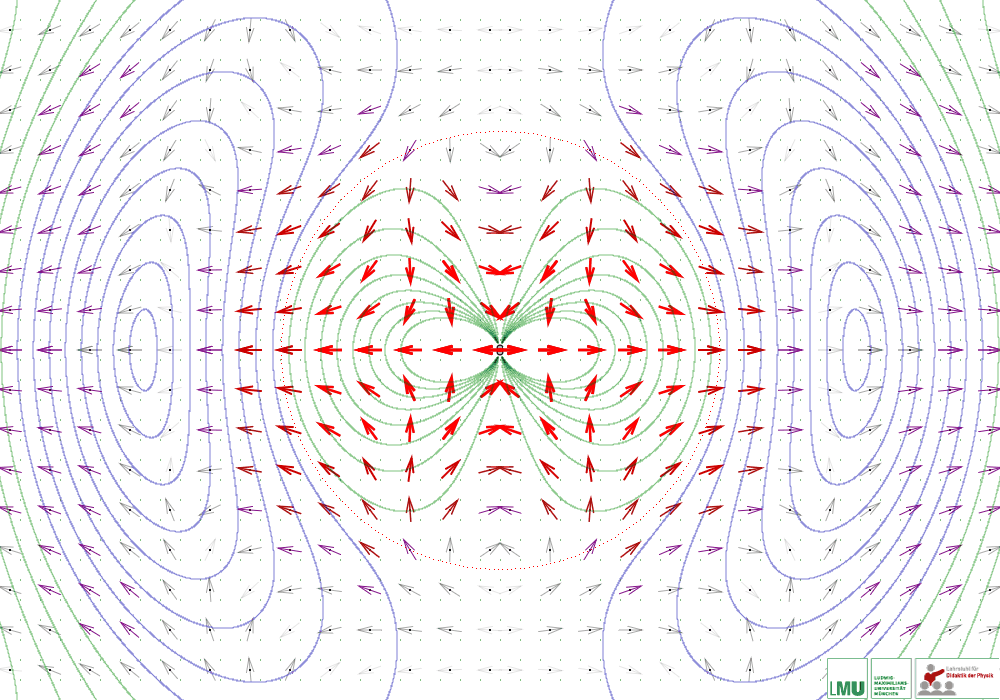 LMU
LUDWIG-
MAXIMILIANS-
UNIVERSITÄT
MÜNCHEN
Lehrstuhl für
Didaktik der Physik